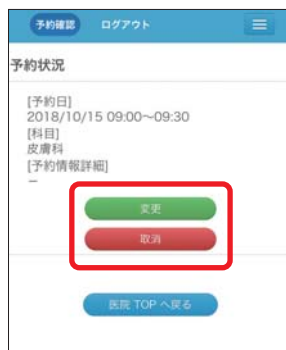 予約確認 ログアウト
予約状況
[予約日]
2018/10/15 09:00～09:30
[科目]
皮膚科
[予約情報詳細]
－
変更
取消
医院 TOP へ戻る